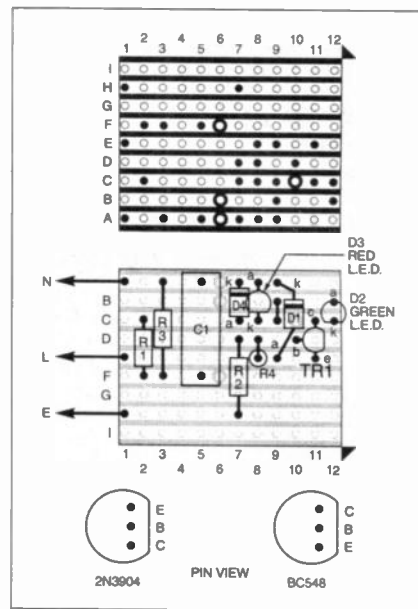 2 4 6 8 10 12
1 3 5 7 9 11
I
H
G
F
E
D
C
B
A
D3
RED
L.E.D.
N
k a k
D2
GREEN
L.E.D.
B
D4
D1
c
a
C
R
1
R
3
C1
a k
k
D
a b
L
R
2
R4
TR1
e
F
G
E
I
1 3 5 7 9 11
2 4 6 8 10 12
E
B
C
2N3904
PIN VIEW
C
B
E
BC548